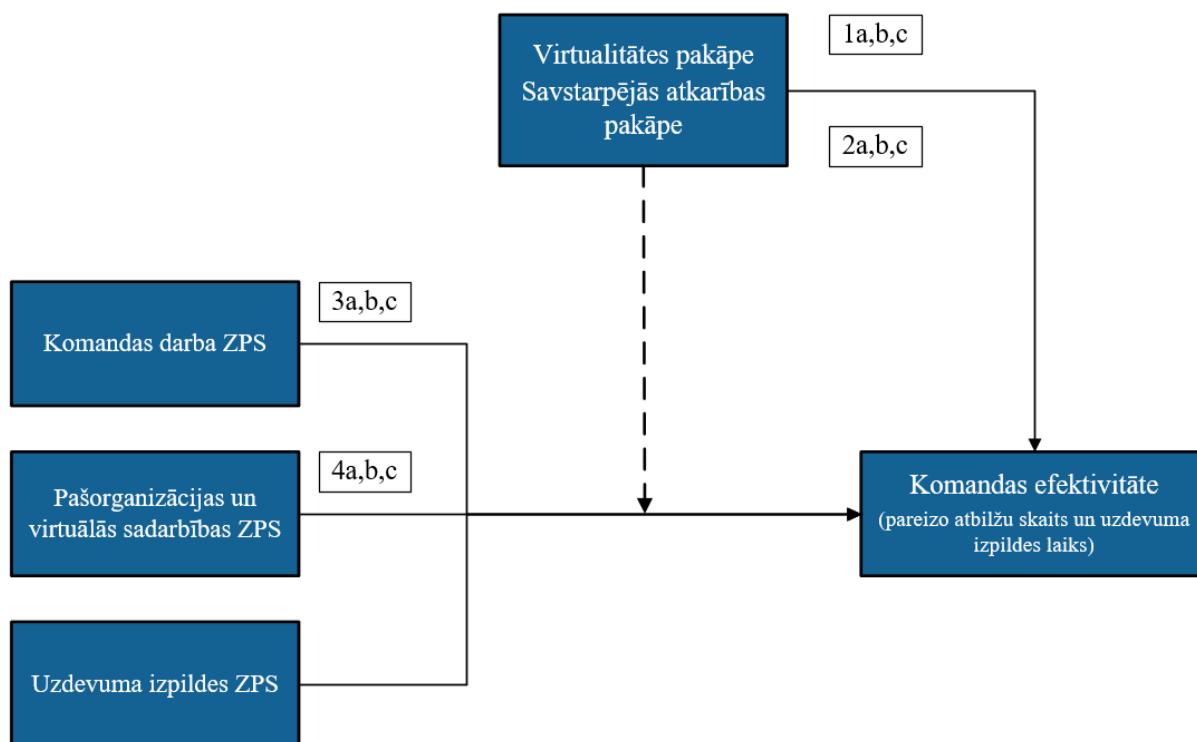 Virtualitātes pakāpe
Savstarpējās atkarības
pakāpe
1a,b,c
2a,b,c
Komandas darba ZPS
3a,b,c
Pašorganizācijas un
virtuālās sadarbības ZPS
4a,b,c
Uzdevuma izpildes ZPS
Komandas efektivitāte
(pareizo atbilžu skaits un uzdevuma
izpildes laiks)